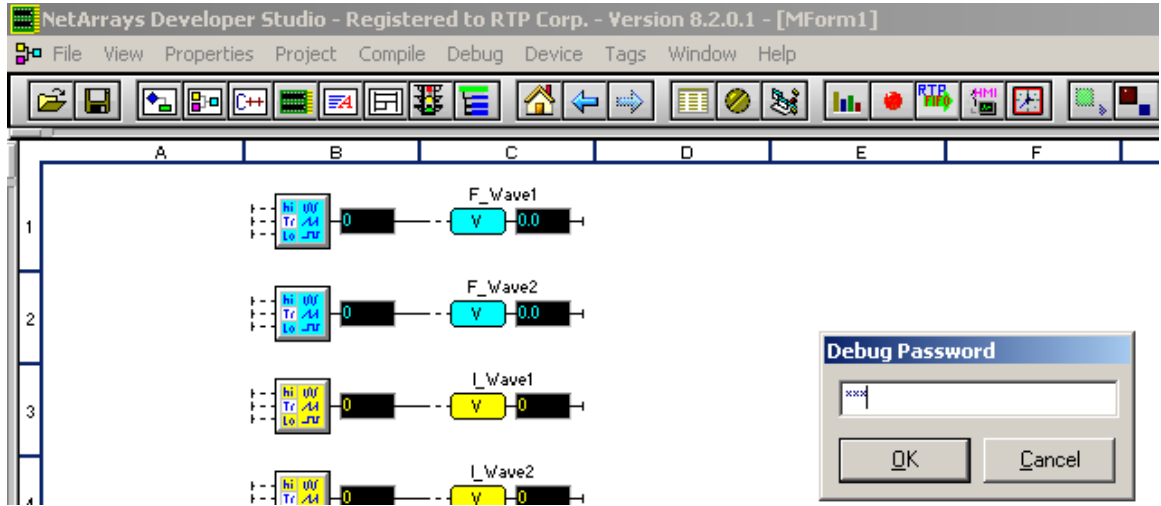 NetArrays Developer Studio - Registered to RTP Corp. - Version 8.2.0.1 - [MForm1]
File View Properties Project Compile Debug Device Tags Window Help
C++ RTP FIFO HMI
A B C D E F
F_Wave1
1 hi Tr Lo 0 V 0.0
F_Wave2
2 hi Tr Lo 0 V 0.0
Debug Password
I_Wave1
xxx
3 hi Tr Lo 0 V 0
OK Cancel
I_Wave2
4 hi Tr 0 V 0